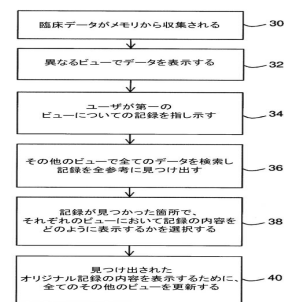 臨床データがメモリから収集される
30
異なるビューでデータを表示する
32
ユーザが第一の
ビューについての記録を指し示す
34
その他のビューで全てのデータを検索し
記録を全参考に見つけ出す
36
記録が見つかった箇所で、
それぞれのビューにおいて記録の内容を
どのように表示するかを選択する
38
見つけ出された
オリジナル記録の内容を表示するために、
全てのその他のビューを更新する
40